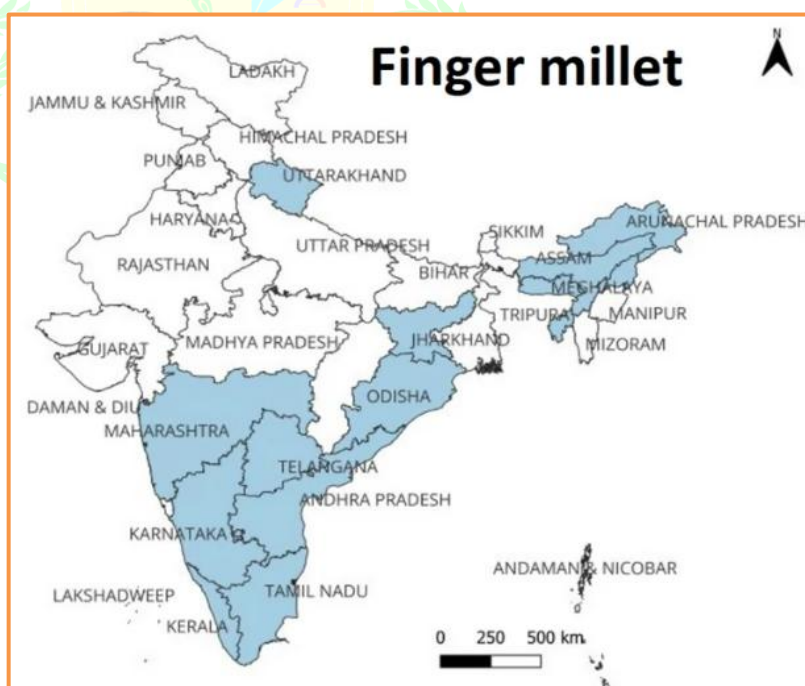 Finger millet
N
LADAKH
JAMMU & KASHMIR
HIMACHAL PRADESH
PUNJAB
UTTARAKHAND
HARYANA
ARUNACHAL PRADESH
SIKKIM
UTTAR PRADESH
ASSAM
RAJASTHAN
BIHAR
MEGHALAYA
TRIPURA
MANIPUR
JHARKHAND
MADHYA PRADESH
MIZORAM
GUJARAT
ODISHA
DAMAN & DIU
MAHARASHTRA
TELANGANA
ANDHRA PRADESH
KARNATAKA
ANDAMAN & NICOBAR
TAMIL NADU
LAKSHADWEEP
KERALA
0 250 500 km